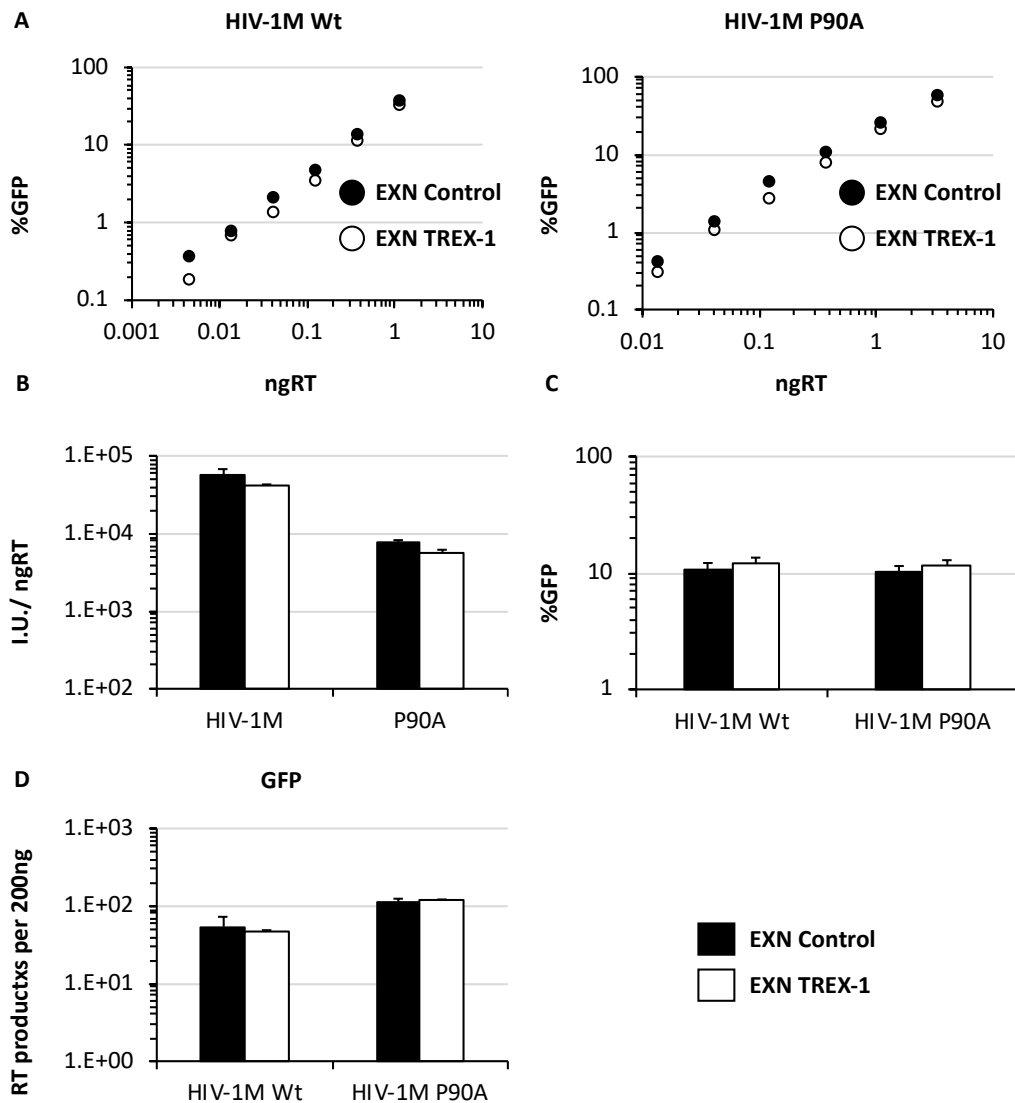 A
HIV-1M Wt
%GFP
100
10
1
0.1
0.001
0.01
0.1
1
10
ngRT
EXN Control
EXN TREX-1
HIV-1M P90A
%GFP
100
10
1
0.1
0.01
0.1
1
10
ngRT
EXN Control
EXN TREX-1
B
I.U./ ngRT
1.E+05
1.E+04
1.E+03
1.E+02
HIV-1M
P90A
C
%GFP
100
10
1
HIV-1M Wt
HIV-1M P90A
D
GFP
RT productxs per 200ng
1.E+03
1.E+02
1.E+01
1.E+00
HIV-1M Wt
HIV-1M P90A
EXN Control
EXN TREX-1